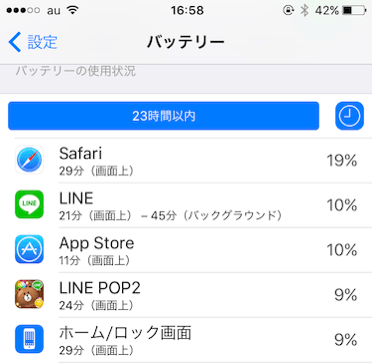 au 16:58 42%
設定 バッテリー
バッテリーの使用状況
23時間以内
Safari 19%
29分（画面上）
LINE 10%
21分（画面上） – 45分（バックグラウンド）
App Store 10%
11分（画面上）
LINE POP2 9%
24分（画面上）
ホーム/ロック画面 9%
29分（画面上）